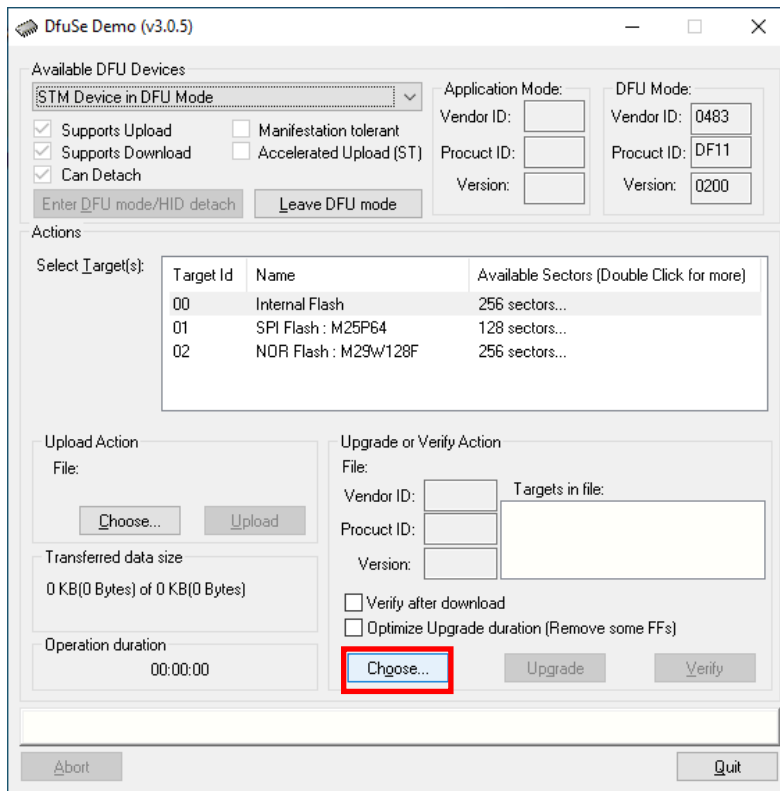 DfuSe Demo (v3.0.5)
Available DFU Devices
STM Device in DFU Mode
Supports Upload
Manifestation tolerant
Supports Download
Accelerated Upload (ST)
Can Detach
Enter DFU mode/HID detach
Leave DFU mode
Application Mode:
Vendor ID:
Procuct ID:
Version:
DFU Mode:
Vendor ID: 0483
Procuct ID: DF11
Version: 0200
Actions
Select Target(s):
Target Id Name Available Sectors (Double Click for more)
00 Internal Flash 256 sectors...
01 SPI Flash : M25P64 128 sectors...
02 NOR Flash : M29W128F 256 sectors...
Upload Action
File:
Choose...
Upload
Transferred data size
0 KB(0 Bytes) of 0 KB(0 Bytes)
Operation duration
00:00:00
Upgrade or Verify Action
File:
Vendor ID:
Procuct ID:
Version:
Targets in file:
Verify after download
Optimize Upgrade duration (Remove some FFs)
Choose...
Upgrade
Verify
Abort
Quit